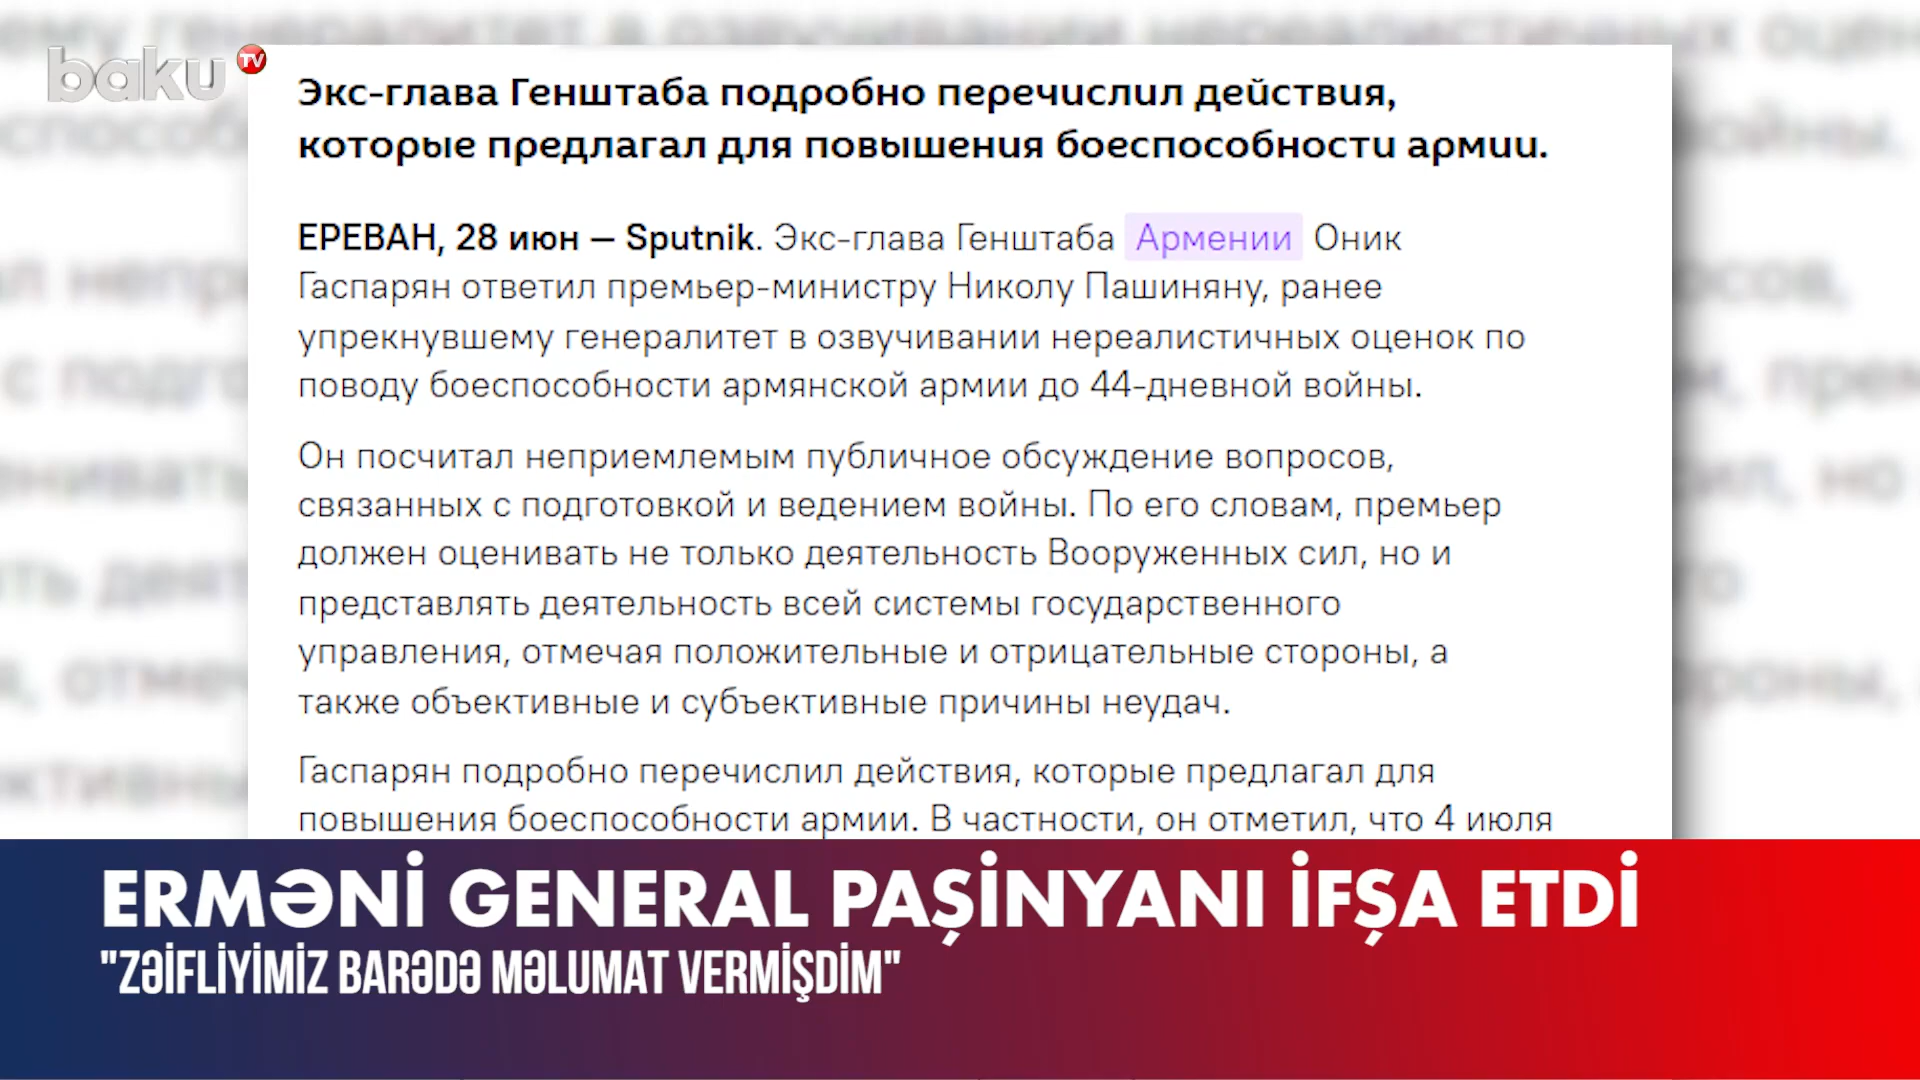 baku TV
Экс-глава Генштаба подробно перечислил действия,
которые предлагал для повышения боеспособности армии.
ЕРЕВАН, 28 июн – Sputnik. Экс-глава Генштаба Армении Оник
Гаспарян ответил премьер-министру Николу Пашиняну, ранее
упрекнувшему генералитет в озвучивании нереалистичных оценок по
поводу боеспособности армянской армии до 44-дневной войны.
Он посчитал неприемлемым публичное обсуждение вопросов,
связанных с подготовкой и ведением войны. По его словам, премьер
должен оценивать не только деятельность Вооруженных сил, но и
представлять деятельность всей системы государственного
управления, отмечая положительные и отрицательные стороны, а
также объективные и субъективные причины неудач.
Гаспарян подробно перечислил действия, которые предлагал для
повышения боеспособности армии. В частности, он отметил, что 4 июля
ERMƏNİ GENERAL PAŞİNYANI İFŞA ETDİ
"ZƏİFLİYİMİZ BARƏDƏ MƏLUMAT VERMİŞDİM"